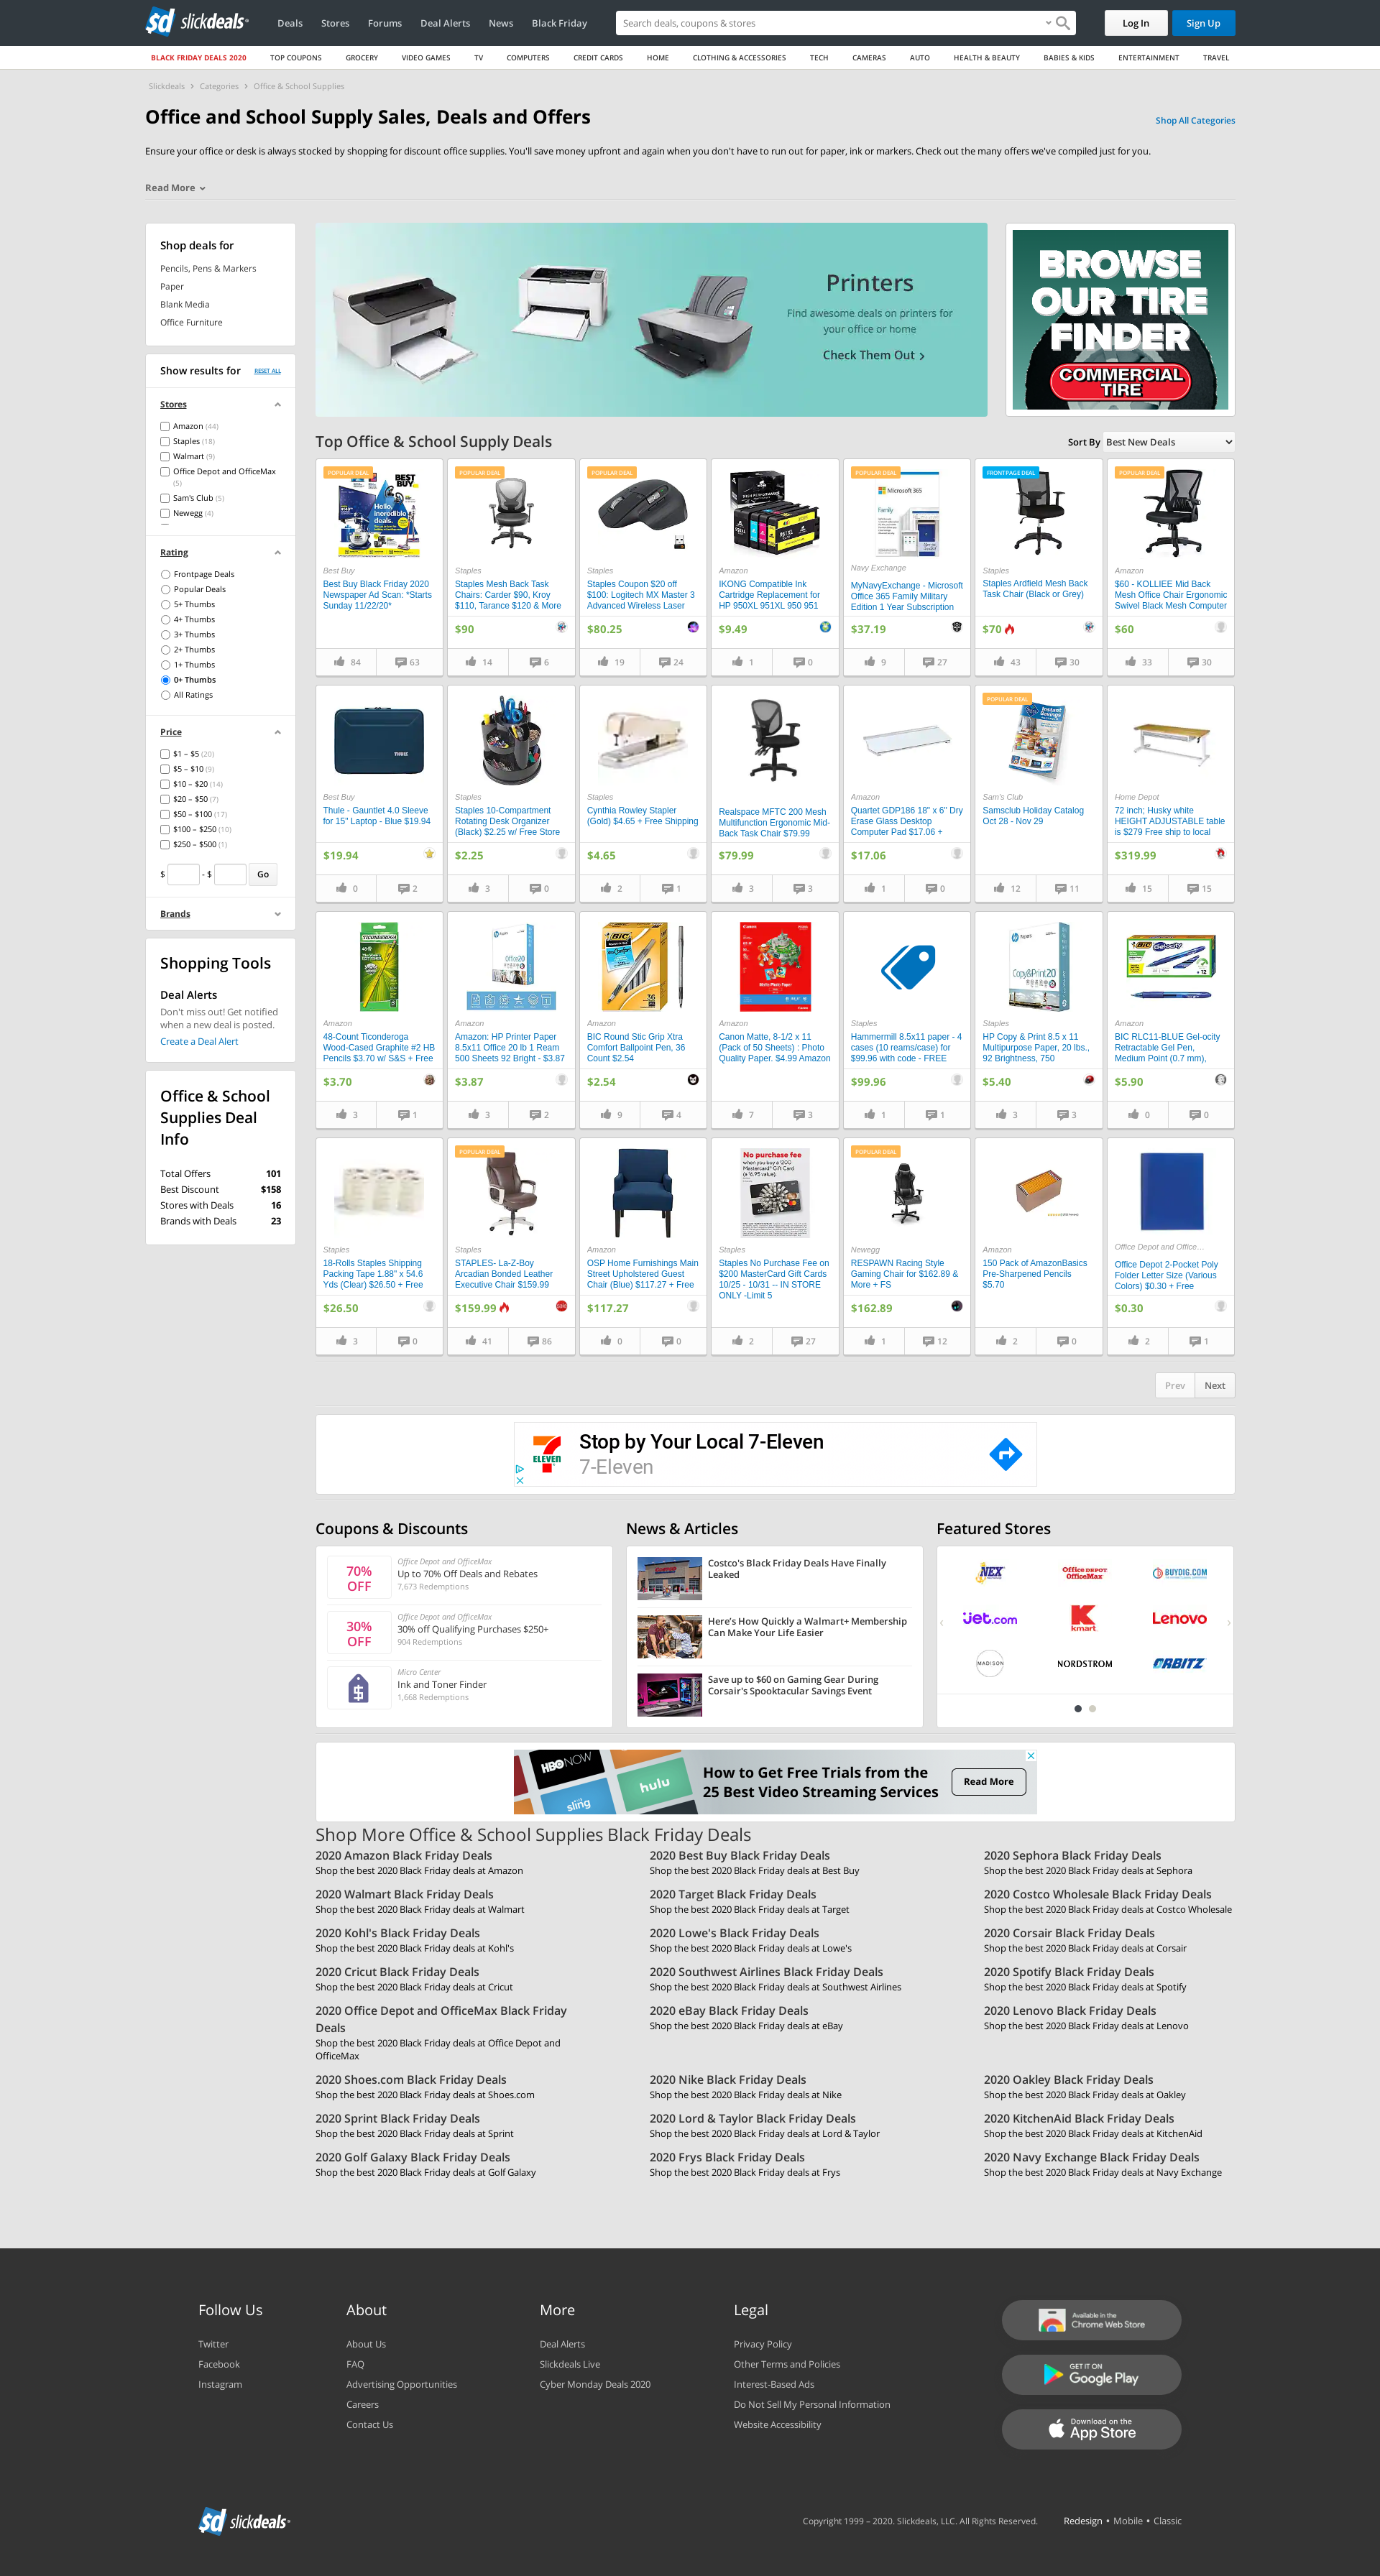 slickdeals
Deals Stores Forums Deal Alerts News Black Friday
Search deals, coupons & stores
Log In
Sign Up
BLACK FRIDAY DEALS 2020 TOP COUPONS GROCERY VIDEO GAMES TV COMPUTERS CREDIT CARDS HOME CLOTHING & ACCESSORIES TECH CAMERAS AUTO HEALTH & BEAUTY BABIES & KIDS ENTERTAINMENT TRAVEL
Slickdeals > Categories > Office & School Supplies
Office and School Supply Sales, Deals and Offers
Shop All Categories
Ensure your office or desk is always stocked by shopping for discount office supplies. You'll save money upfront and again when you don't have to run out for paper, ink or markers. Check out the many offers we've compiled just for you.
Read More
Shop deals for
Pencils, Pens & Markers
Paper
Blank Media
Office Furniture
Show results for
RESET ALL
Stores
Amazon (44)
Staples (18)
Walmart (9)
Office Depot and OfficeMax
(5)
Sam's Club (5)
Newegg (4)
Rating
Frontpage Deals
Popular Deals
5+ Thumbs
4+ Thumbs
3+ Thumbs
2+ Thumbs
1+ Thumbs
0+ Thumbs
All Ratings
Price
$1 – $5 (20)
$5 – $10 (9)
$10 – $20 (14)
$20 – $50 (7)
$50 – $100 (17)
$100 – $250 (10)
$250 – $500 (1)
$ - $ Go
Brands
Shopping Tools
Deal Alerts
Don't miss out! Get notified
when a new deal is posted.
Create a Deal Alert
Office & School
Supplies Deal
Info
Total Offers 101
Best Discount $158
Stores with Deals 16
Brands with Deals 23
Printers
Find awesome deals on printers for
your office or home
Check Them Out >
BROWSE
OUR TIRE
FINDER
COMMERCIAL
TIRE
Top Office & School Supply Deals
Sort By Best New Deals
POPULAR DEAL
Best Buy
Best Buy Black Friday 2020
Newspaper Ad Scan: *Starts
Sunday 11/22/20*
84 63
POPULAR DEAL
Staples
Staples Mesh Back Task
Chairs: Carder $90, Kroy
$110, Tarance $120 & More
$90
14 6
POPULAR DEAL
Staples
Staples Coupon $20 off
$100: Logitech MX Master 3
Advanced Wireless Laser
$80.25
19 24
Amazon
IKONG Compatible Ink
Cartridge Replacement for
HP 950XL 951XL 950 951
$9.49
1 0
POPULAR DEAL
Microsoft 365
Family
Navy Exchange
MyNavyExchange - Microsoft
Office 365 Family Military
Edition 1 Year Subscription
$37.19
9 27
FRONTPAGE DEAL
Staples
Staples Ardfield Mesh Back
Task Chair (Black or Grey)
$70
43 30
POPULAR DEAL
Amazon
$60 - KOLLIEE Mid Back
Mesh Office Chair Ergonomic
Swivel Black Mesh Computer
$60
33 30
Best Buy
Thule - Gauntlet 4.0 Sleeve
for 15" Laptop - Blue $19.94
$19.94
0 2
Staples
Staples 10-Compartment
Rotating Desk Organizer
(Black) $2.25 w/ Free Store
$2.25
3 0
Staples
Cynthia Rowley Stapler
(Gold) $4.65 + Free Shipping
$4.65
2 1
Realspace MFTC 200 Mesh
Multifunction Ergonomic Mid-
Back Task Chair $79.99
$79.99
3 3
Amazon
Quartet GDP186 18" x 6" Dry
Erase Glass Desktop
Computer Pad $17.06 +
$17.06
1 0
POPULAR DEAL
Sam's Club
Samsclub Holiday Catalog
Oct 28 - Nov 29
12 11
Home Depot
72 inch; Husky white
HEIGHT ADJUSTABLE table
is $279 Free ship to local
$319.99
15 15
Amazon
48-Count Ticonderoga
Wood-Cased Graphite #2 HB
Pencils $3.70 w/ S&S + Free
$3.70
3 1
Amazon
Amazon: HP Printer Paper
8.5x11 Office 20 lb 1 Ream
500 Sheets 92 Bright - $3.87
$3.87
3 2
Amazon
BIC Round Stic Grip Xtra
Comfort Ballpoint Pen, 36
Count $2.54
$2.54
9 4
Amazon
Canon Matte, 8-1/2 x 11
(Pack of 50 Sheets) : Photo
Quality Paper. $4.99 Amazon
7 3
Staples
Hammermill 8.5x11 paper - 4
cases (10 reams/case) for
$99.96 with code - FREE
$99.96
1 1
Staples
HP Copy & Print 8.5 x 11
Multipurpose Paper, 20 lbs.,
92 Brightness, 750
$5.40
3 3
Amazon
BIC RLC11-BLUE Gel-ocity
Retractable Gel Pen,
Medium Point (0.7 mm),
$5.90
0 0
Staples
18-Rolls Staples Shipping
Packing Tape 1.88" x 54.6
Yds (Clear) $26.50 + Free
$26.50
3 0
POPULAR DEAL
Staples
STAPLES- La-Z-Boy
Arcadian Bonded Leather
Executive Chair $159.99
$159.99
41 86
Amazon
OSP Home Furnishings Main
Street Upholstered Guest
Chair (Blue) $117.27 + Free
$117.27
0 0
No purchase fee
when you buy a $200
Mastercard Gift Card
(a $6.95 value).
Staples
Staples No Purchase Fee on
$200 MasterCard Gift Cards
10/25 - 10/31 -- IN STORE
ONLY -Limit 5
2 27
POPULAR DEAL
Newegg
RESPAWN Racing Style
Gaming Chair for $162.89 &
More + FS
$162.89
1 12
Amazon
150 Pack of AmazonBasics
Pre-Sharpened Pencils
$5.70
2 0
Office Depot and Office…
Office Depot 2-Pocket Poly
Folder Letter Size (Various
Colors) $0.30 + Free
$0.30
2 1
Prev Next
7 ELEVEN
Stop by Your Local 7-Eleven
7-Eleven
Coupons & Discounts
70%
OFF
Office Depot and OfficeMax
Up to 70% Off Deals and Rebates
7,673 Redemptions
30%
OFF
Office Depot and OfficeMax
30% off Qualifying Purchases $250+
904 Redemptions
Micro Center
Ink and Toner Finder
1,668 Redemptions
News & Articles
Costco's Black Friday Deals Have Finally
Leaked
Here's How Quickly a Walmart+ Membership
Can Make Your Life Easier
Save up to $60 on Gaming Gear During
Corsair's Spooktacular Savings Event
Featured Stores
NEX
Office DEPOT
OfficeMax
BUYDIG.COM
Jet.com
kmart
Lenovo
MADISON
NORDSTROM
ORBITZ
HBO NOW
hulu
sling
How to Get Free Trials from the
25 Best Video Streaming Services
Read More
Shop More Office & School Supplies Black Friday Deals
2020 Amazon Black Friday Deals
Shop the best 2020 Black Friday deals at Amazon
2020 Best Buy Black Friday Deals
Shop the best 2020 Black Friday deals at Best Buy
2020 Sephora Black Friday Deals
Shop the best 2020 Black Friday deals at Sephora
2020 Walmart Black Friday Deals
Shop the best 2020 Black Friday deals at Walmart
2020 Target Black Friday Deals
Shop the best 2020 Black Friday deals at Target
2020 Costco Wholesale Black Friday Deals
Shop the best 2020 Black Friday deals at Costco Wholesale
2020 Kohl's Black Friday Deals
Shop the best 2020 Black Friday deals at Kohl's
2020 Lowe's Black Friday Deals
Shop the best 2020 Black Friday deals at Lowe's
2020 Corsair Black Friday Deals
Shop the best 2020 Black Friday deals at Corsair
2020 Cricut Black Friday Deals
Shop the best 2020 Black Friday deals at Cricut
2020 Southwest Airlines Black Friday Deals
Shop the best 2020 Black Friday deals at Southwest Airlines
2020 Spotify Black Friday Deals
Shop the best 2020 Black Friday deals at Spotify
2020 Office Depot and OfficeMax Black Friday
Deals
Shop the best 2020 Black Friday deals at Office Depot and
OfficeMax
2020 eBay Black Friday Deals
Shop the best 2020 Black Friday deals at eBay
2020 Lenovo Black Friday Deals
Shop the best 2020 Black Friday deals at Lenovo
2020 Shoes.com Black Friday Deals
Shop the best 2020 Black Friday deals at Shoes.com
2020 Nike Black Friday Deals
Shop the best 2020 Black Friday deals at Nike
2020 Oakley Black Friday Deals
Shop the best 2020 Black Friday deals at Oakley
2020 Sprint Black Friday Deals
Shop the best 2020 Black Friday deals at Sprint
2020 Lord & Taylor Black Friday Deals
Shop the best 2020 Black Friday deals at Lord & Taylor
2020 KitchenAid Black Friday Deals
Shop the best 2020 Black Friday deals at KitchenAid
2020 Golf Galaxy Black Friday Deals
Shop the best 2020 Black Friday deals at Golf Galaxy
2020 Frys Black Friday Deals
Shop the best 2020 Black Friday deals at Frys
2020 Navy Exchange Black Friday Deals
Shop the best 2020 Black Friday deals at Navy Exchange
Follow Us
Twitter
Facebook
Instagram
About
About Us
FAQ
Advertising Opportunities
Careers
Contact Us
More
Deal Alerts
Slickdeals Live
Cyber Monday Deals 2020
Legal
Privacy Policy
Other Terms and Policies
Interest-Based Ads
Do Not Sell My Personal Information
Website Accessibility
Available in the
Chrome Web Store
GET IT ON
Google Play
Download on the
App Store
slickdeals
Copyright 1999 – 2020. Slickdeals, LLC. All Rights Reserved.
Redesign • Mobile • Classic